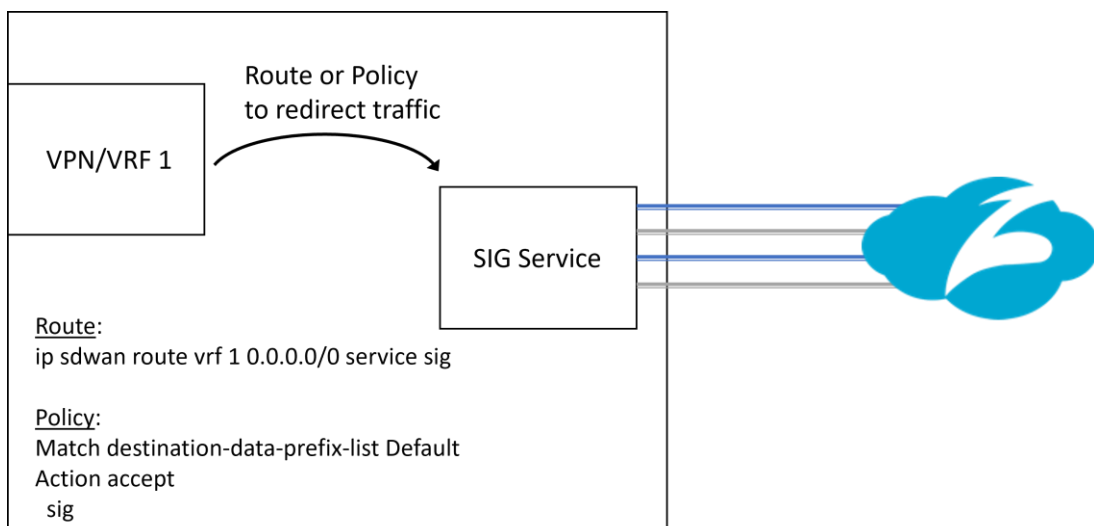 Route or Policy
to redirect traffic
VPN/VRF 1
SIG Service
Route:
ip sdwan route vrf 1 0.0.0.0/0 service sig
Policy:
Match destination-data-prefix-list Default
Action accept
sig